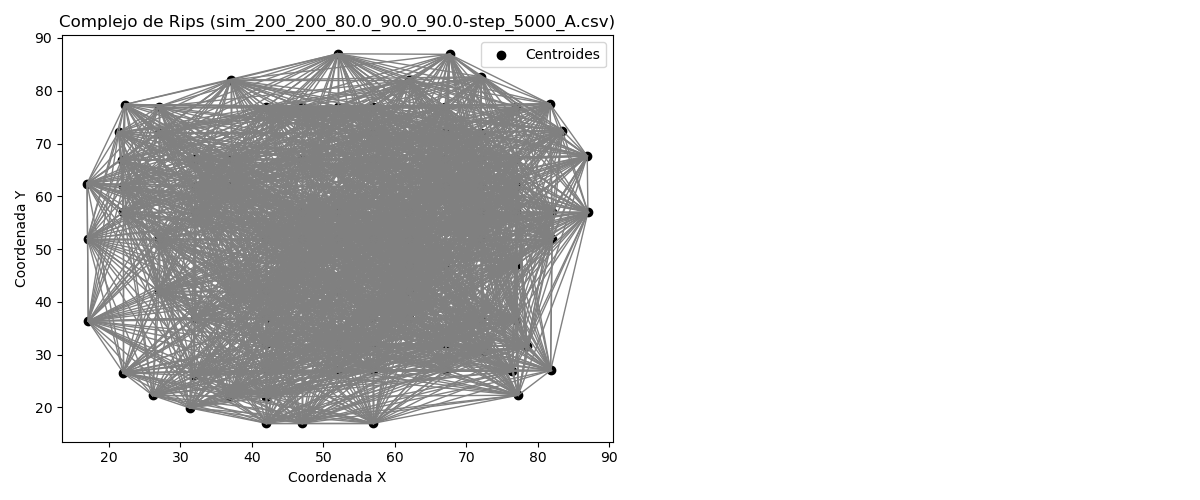 Complejo de Rips (sim_200_200_80.0_90.0_90.0-step_5000_A.csv)
90
Centroides
80
70
60
50
40
30
20
Coordenada Y
20 30 40 50 60 70 80 90
Coordenada X